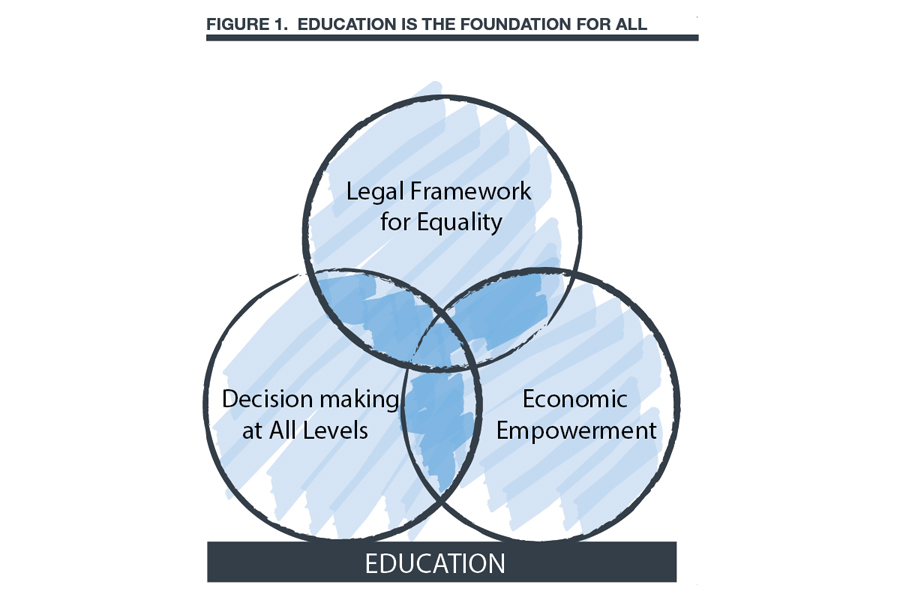 FIGURE 1. EDUCATION IS THE FOUNDATION FOR ALL
Legal Framework
for Equality
Decision making
at All Levels
Economic
Empowerment
EDUCATION